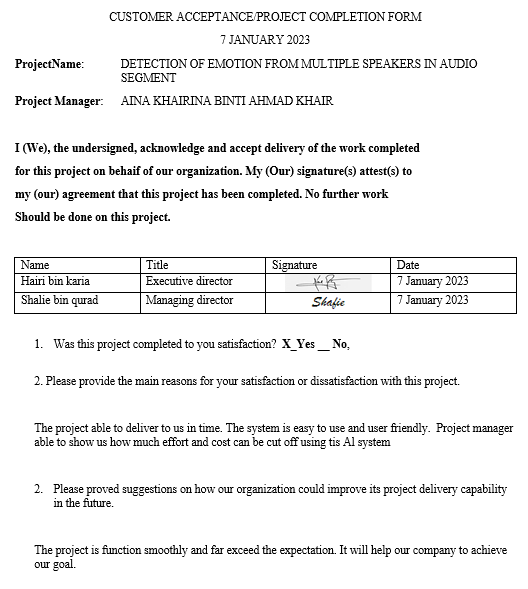 CUSTOMER ACCEPTANCE/PROJECT COMPLETION FORM
7 JANUARY 2023
ProjectName: DETECTION OF EMOTION FROM MULTIPLE SPEAKERS IN AUDIO
SEGMENT
Project Manager: AINA KHAIRINA BINTI AHMAD KHAIR
I (We), the undersigned, acknowledge and accept delivery of the work completed
for this project on behaif of our organization. My (Our) signature(s) attest(s) to
my (our) agreement that this project has been completed. No further work
Should be done on this project.
Name Title Signature Date
Hairi bin karia Executive director 7 January 2023
Shalie bin qurad Managing director Shafie 7 January 2023
1. Was this project completed to you satisfaction? X_Yes __ No,
2. Please provide the main reasons for your satisfaction or dissatisfaction with this project.
The project able to deliver to us in time. The system is easy to use and user friendly. Project manager
able to show us how much effort and cost can be cut off using tis AI system
2. Please proved suggestions on how our organization could improve its project delivery capability
in the future.
The project is function smoothly and far exceed the expectation. It will help our company to achieve
our goal.